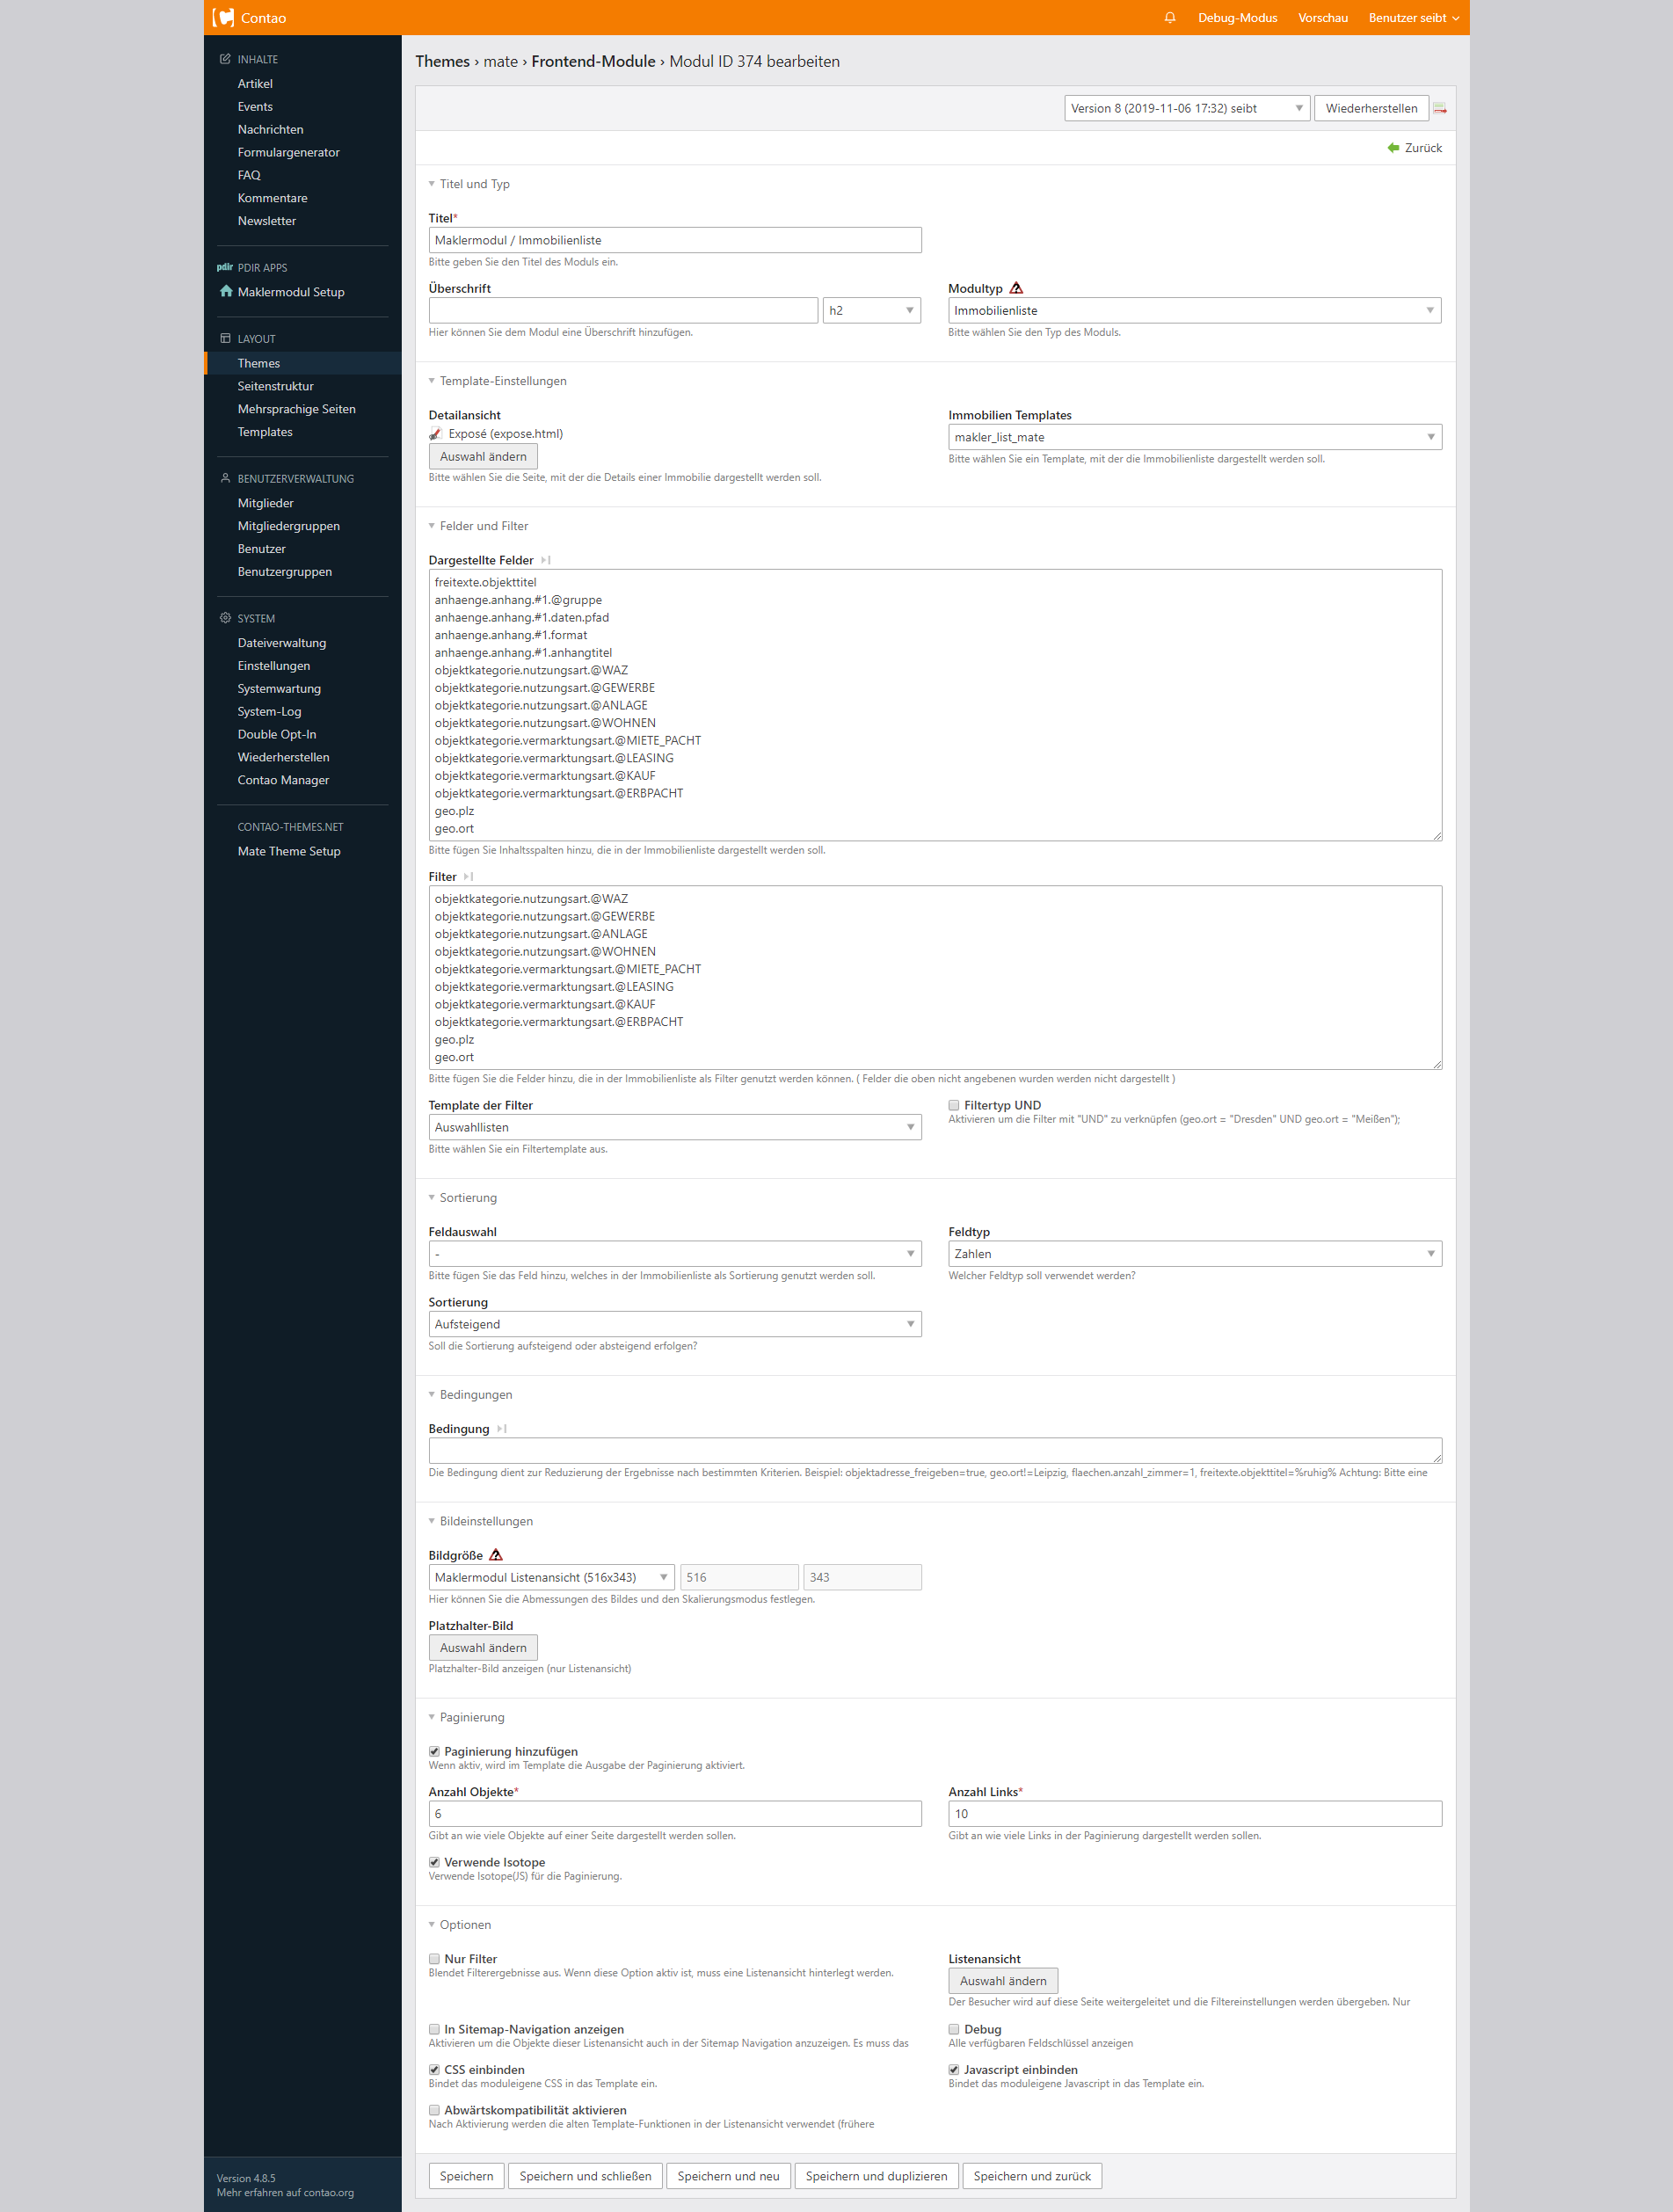 Contao
Debug-Modus
Vorschau
Benutzer seibt
INHALTE
Artikel
Events
Nachrichten
Formulargenerator
FAQ
Kommentare
Newsletter
pdir PDIR APPS
Maklermodul Setup
LAYOUT
Themes
Seitenstruktur
Mehrsprachige Seiten
Templates
BENUTZERVERWALTUNG
Mitglieder
Mitgliedergruppen
Benutzer
Benutzergruppen
SYSTEM
Dateiverwaltung
Einstellungen
Systemwartung
System-Log
Double Opt-In
Wiederherstellen
Contao Manager
CONTAO-THEMES.NET
Mate Theme Setup
Version 4.8.5
Mehr erfahren auf contao.org
Themes › mate › Frontend-Module › Modul ID 374 bearbeiten
Version 8 (2019-11-06 17:32) seibt
Wiederherstellen
Zurück
Titel und Typ
Titel*
Maklermodul / Immobilienliste
Bitte geben Sie den Titel des Moduls ein.
Überschrift
h2
Hier können Sie dem Modul eine Überschrift hinzufügen.
Modultyp
Immobilienliste
Bitte wählen Sie den Typ des Moduls.
Template-Einstellungen
Detailansicht
Exposé (expose.html)
Auswahl ändern
Bitte wählen Sie die Seite, mit der die Details einer Immobilie dargestellt werden soll.
Immobilien Templates
makler_list_mate
Bitte wählen Sie ein Template, mit der die Immobilienliste dargestellt werden soll.
Felder und Filter
Dargestellte Felder
freitexte.objekttitel
anhaenge.anhang.#1.@gruppe
anhaenge.anhang.#1.daten.pfad
anhaenge.anhang.#1.format
anhaenge.anhang.#1.anhangtitel
objektkategorie.nutzungsart.@WAZ
objektkategorie.nutzungsart.@GEWERBE
objektkategorie.nutzungsart.@ANLAGE
objektkategorie.nutzungsart.@WOHNEN
objektkategorie.vermarktungsart.@MIETE_PACHT
objektkategorie.vermarktungsart.@LEASING
objektkategorie.vermarktungsart.@KAUF
objektkategorie.vermarktungsart.@ERBPACHT
geo.plz
geo.ort
Bitte fügen Sie Inhaltsspalten hinzu, die in der Immobilienliste dargestellt werden soll.
Filter
objektkategorie.nutzungsart.@WAZ
objektkategorie.nutzungsart.@GEWERBE
objektkategorie.nutzungsart.@ANLAGE
objektkategorie.nutzungsart.@WOHNEN
objektkategorie.vermarktungsart.@MIETE_PACHT
objektkategorie.vermarktungsart.@LEASING
objektkategorie.vermarktungsart.@KAUF
objektkategorie.vermarktungsart.@ERBPACHT
geo.plz
geo.ort
Bitte fügen Sie die Felder hinzu, die in der Immobilienliste als Filter genutzt werden können. ( Felder die oben nicht angebenen wurden werden nicht dargestellt )
Template der Filter
Auswahllisten
Bitte wählen Sie ein Filtertemplate aus.
Filtertyp UND
Aktivieren um die Filter mit "UND" zu verknüpfen (geo.ort = "Dresden" UND geo.ort = "Meißen");
Sortierung
Feldauswahl
-
Bitte fügen Sie das Feld hinzu, welches in der Immobilienliste als Sortierung genutzt werden soll.
Feldtyp
Zahlen
Welcher Feldtyp soll verwendet werden?
Sortierung
Aufsteigend
Soll die Sortierung aufsteigend oder absteigend erfolgen?
Bedingungen
Bedingung
Die Bedingung dient zur Reduzierung der Ergebnisse nach bestimmten Kriterien. Beispiel: objektadresse_freigeben=true, geo.ort!=Leipzig, flaechen.anzahl_zimmer=1, freitexte.objekttitel=%ruhig% Achtung: Bitte eine
Bildeinstellungen
Bildgröße
Maklermodul Listenansicht (516x343)
516
343
Hier können Sie die Abmessungen des Bildes und den Skalierungsmodus festlegen.
Platzhalter-Bild
Auswahl ändern
Platzhalter-Bild anzeigen (nur Listenansicht)
Paginierung
Paginierung hinzufügen
Wenn aktiv, wird im Template die Ausgabe der Paginierung aktiviert.
Anzahl Objekte*
6
Gibt an wie viele Objekte auf einer Seite dargestellt werden sollen.
Anzahl Links*
10
Gibt an wie viele Links in der Paginierung dargestellt werden sollen.
Verwende Isotope
Verwende Isotope(JS) für die Paginierung.
Optionen
Nur Filter
Blendet Filterergebnisse aus. Wenn diese Option aktiv ist, muss eine Listenansicht hinterlegt werden.
Listenansicht
Auswahl ändern
Der Besucher wird auf diese Seite weitergeleitet und die Filtereinstellungen werden übergeben. Nur
In Sitemap-Navigation anzeigen
Aktivieren um die Objekte dieser Listenansicht auch in der Sitemap Navigation anzuzeigen. Es muss das
Debug
Alle verfügbaren Feldschlüssel anzeigen
CSS einbinden
Bindet das moduleigene CSS in das Template ein.
Javascript einbinden
Bindet das moduleigene Javascript in das Template ein.
Abwärtskompatibilität aktivieren
Nach Aktivierung werden die alten Template-Funktionen in der Listenansicht verwendet (frühere
Speichern
Speichern und schließen
Speichern und neu
Speichern und duplizieren
Speichern und zurück